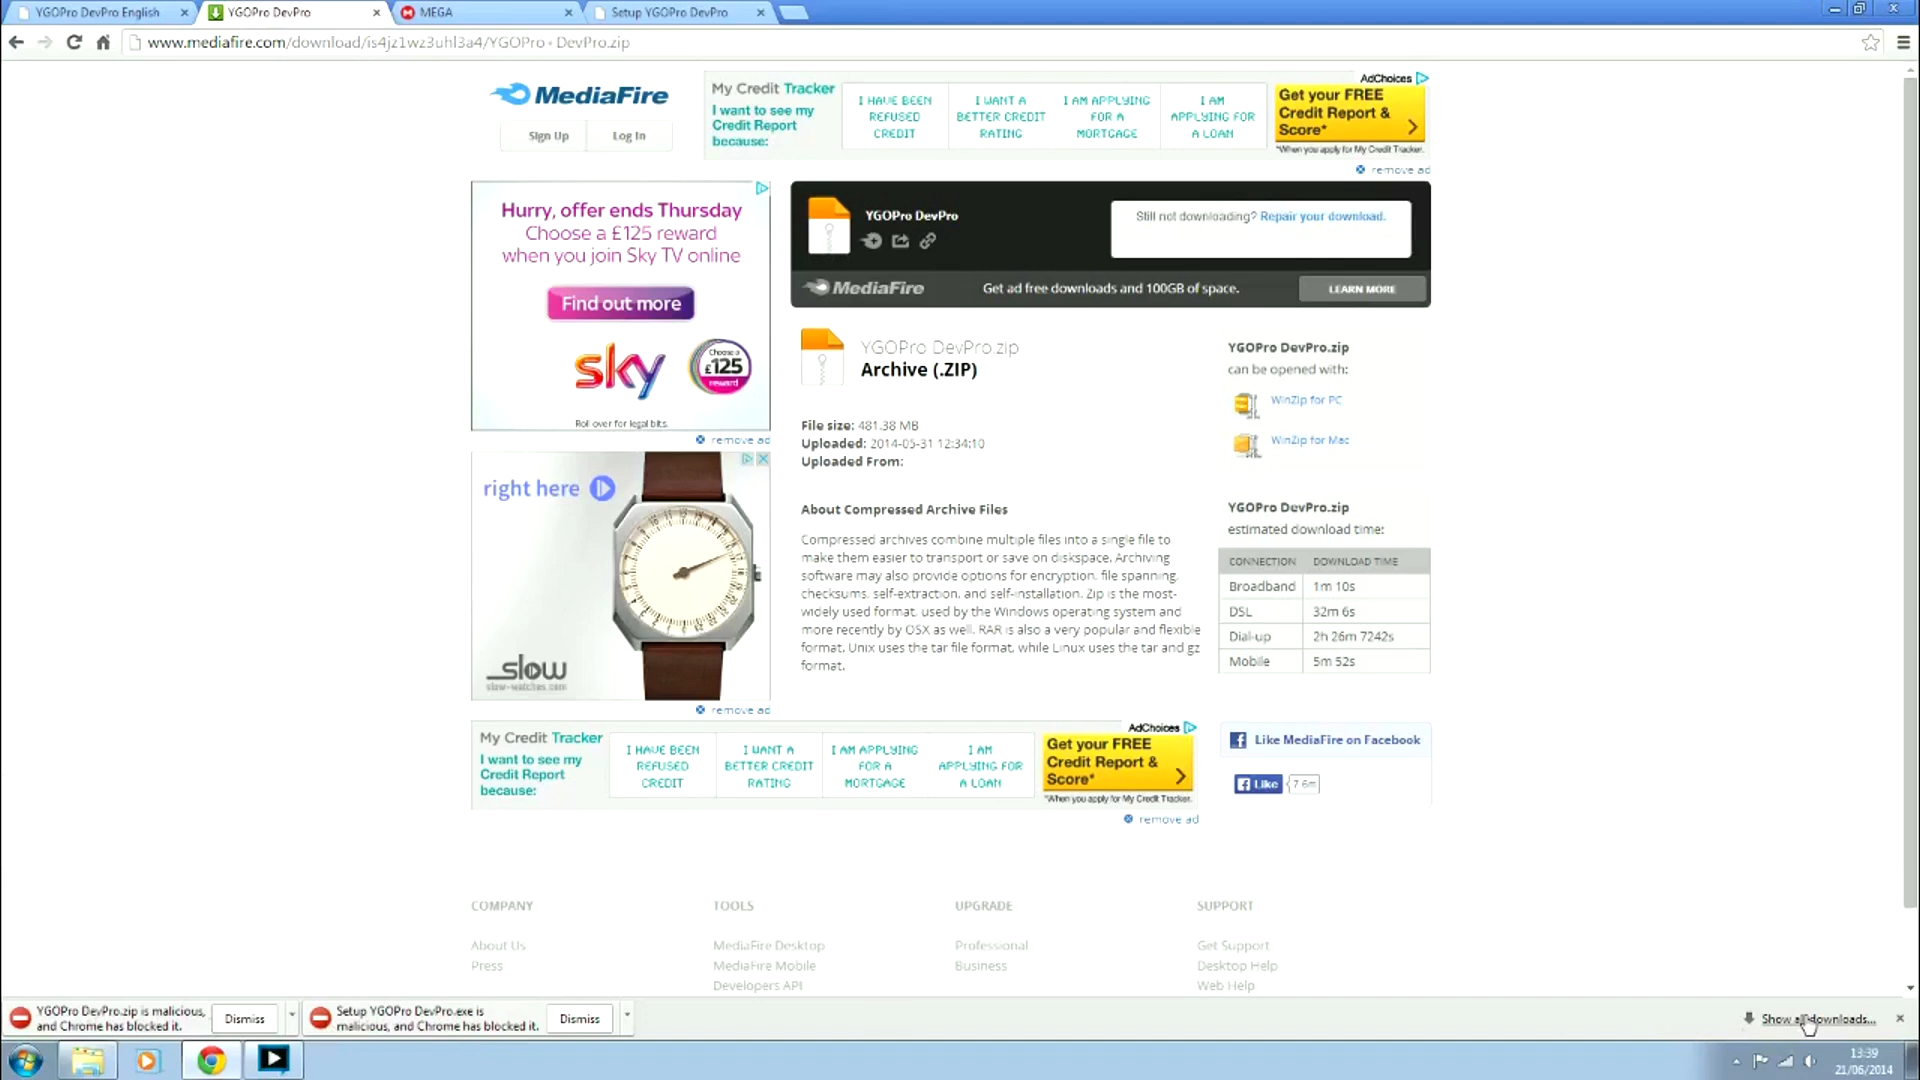 YGOPro DevPro English
YGOPro DevPro
MEGA
Setup YGOPro DevPro
www.mediafire.com/download/is4jz1wz3uhl3a4/YGOPro+DevPro.zip
MediaFire
Sign Up
Log In
My Credit Tracker
I want to see my
Credit Report
because:
I HAVE BEEN
REFUSED
CREDIT
I WANT A
BETTER CREDIT
RATING
I AM APPLYING
FOR A
MORTGAGE
I AM
APPLYING FOR
A LOAN
AdChoices
Get your FREE
Credit Report &
Score*
*When you apply for My Credit Tracker.
remove ad
Hurry, offer ends Thursday
Choose a £125 reward
when you join Sky TV online
Find out more
sky
Choose a
£125
reward
Roll over for legal bits.
remove ad
YGOPro DevPro
Still not downloading? Repair your download.
MediaFire
Get ad free downloads and 100GB of space.
LEARN MORE
YGOPro DevPro.zip
Archive (.ZIP)
File size: 481.38 MB
Uploaded: 2014-05-31 12:34:10
Uploaded From:
YGOPro DevPro.zip
can be opened with:
WinZip for PC
WinZip for Mac
right here
slow
slow-watches.com
remove ad
About Compressed Archive Files
Compressed archives combine multiple files into a single file to
make them easier to transport or save on diskspace. Archiving
software may also provide options for encryption, file spanning,
checksums, self-extraction, and self-installation. Zip is the most-
widely used format, used by the Windows operating system and
more recently by OSX as well. RAR is also a very popular and flexible
format. Unix uses the tar file format, while Linux uses the tar and gz
format.
YGOPro DevPro.zip
estimated download time:
CONNECTION DOWNLOAD TIME
Broadband 1m 10s
DSL 32m 6s
Dial-up 2h 26m 7242s
Mobile 5m 52s
My Credit Tracker
I want to see my
Credit Report
because:
I HAVE BEEN
REFUSED
CREDIT
I WANT A
BETTER CREDIT
RATING
I AM APPLYING
FOR A
MORTGAGE
I AM
APPLYING FOR
A LOAN
AdChoices
Get your FREE
Credit Report &
Score*
*When you apply for My Credit Tracker.
remove ad
Like MediaFire on Facebook
Like
7.6m
COMPANY
About Us
Press
TOOLS
MediaFire Desktop
MediaFire Mobile
Developers API
UPGRADE
Professional
Business
SUPPORT
Get Support
Desktop Help
Web Help
YGOPro DevPro.zip is malicious,
and Chrome has blocked it.
Dismiss
Setup YGOPro DevPro.exe is
malicious, and Chrome has blocked it.
Dismiss
Show all downloads...
13:39
21/06/2014